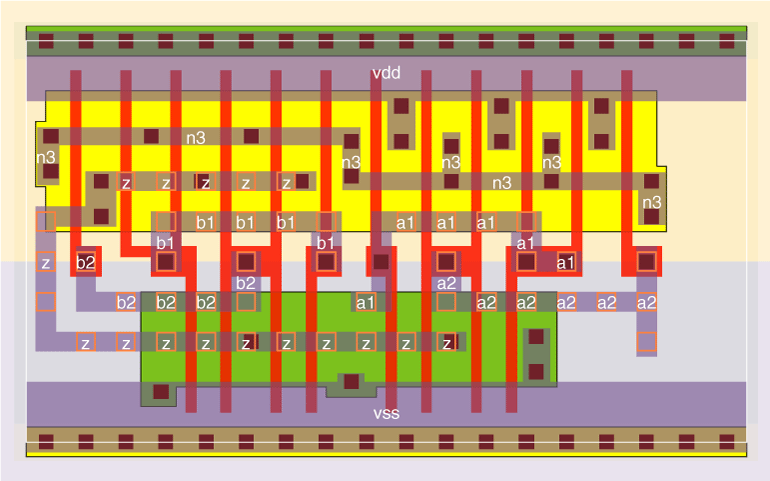 vdd
n3
n3 n3 n3 n3
z z z z z n3
n3
b1 b1 b1 a1 a1 a1
b1 b1 a1
z b2 a1
b2 a2
b2 b2 b2 a1 a2 a2 a2 a2 a2
z z z z z z z z z z
vss